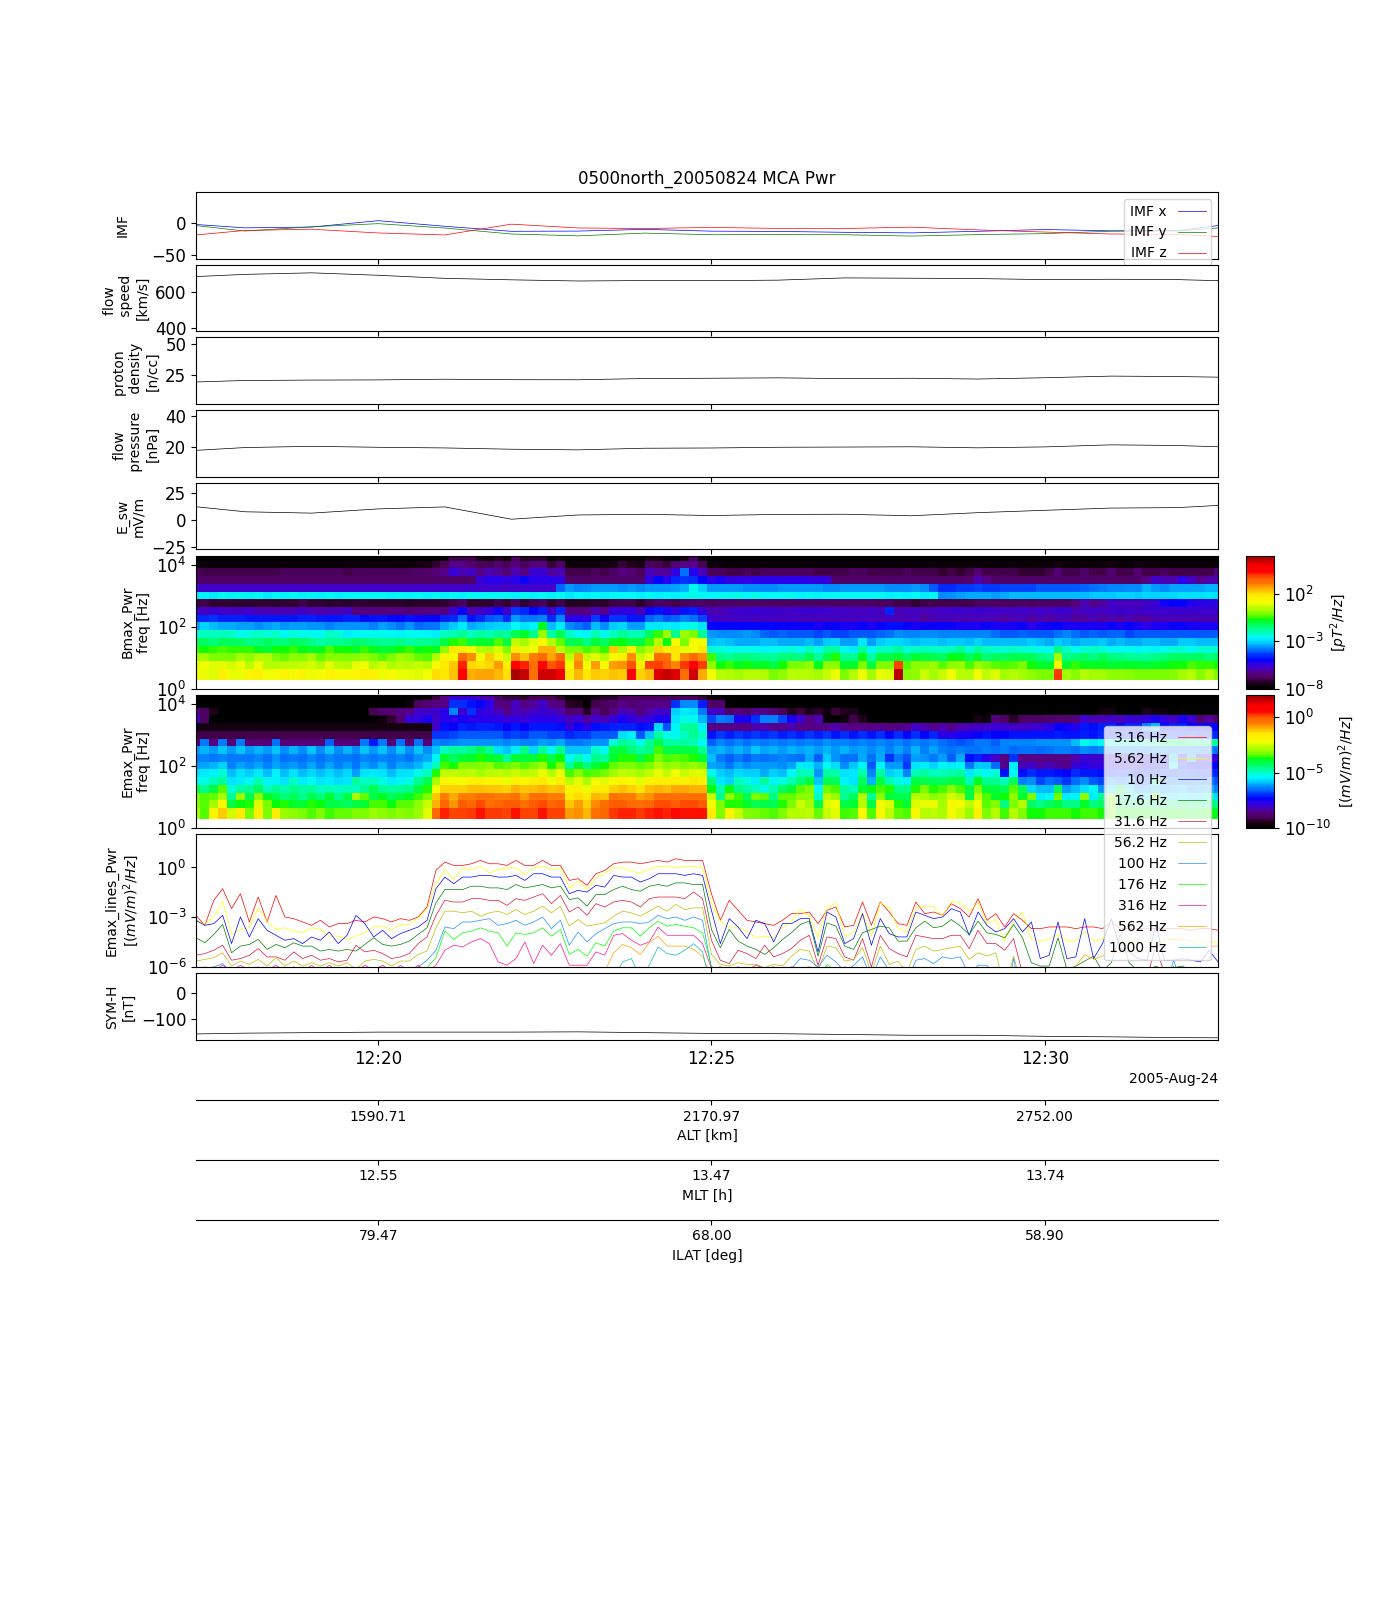 0500north_20050824 MCA Pwr
IMF
0
−50
IMF x
IMF y
IMF z
flow
speed
[km/s]
600
400
proton
density
[n/cc]
50
25
flow
pressure
[nPa]
40
20
E_sw
mV/m
25
0
−25
Bmax_Pwr
freq [Hz]
10^4
10^2
10^0
10^2
10^-3
10^-8
[pT^2/Hz]
Emax_Pwr
freq [Hz]
10^4
10^2
10^0
10^0
10^-5
10^-10
[(mV/m)^2/Hz]
3.16 Hz
5.62 Hz
10 Hz
17.6 Hz
31.6 Hz
56.2 Hz
100 Hz
176 Hz
316 Hz
562 Hz
1000 Hz
Emax_lines_Pwr
[(mV/m)^2/Hz]
10^0
10^-3
10^-6
SYM-H
[nT]
0
−100
12:20 12:25 12:30
2005-Aug-24
1590.71 2170.97 2752.00
ALT [km]
12.55 13.47 13.74
MLT [h]
79.47 68.00 58.90
ILAT [deg]